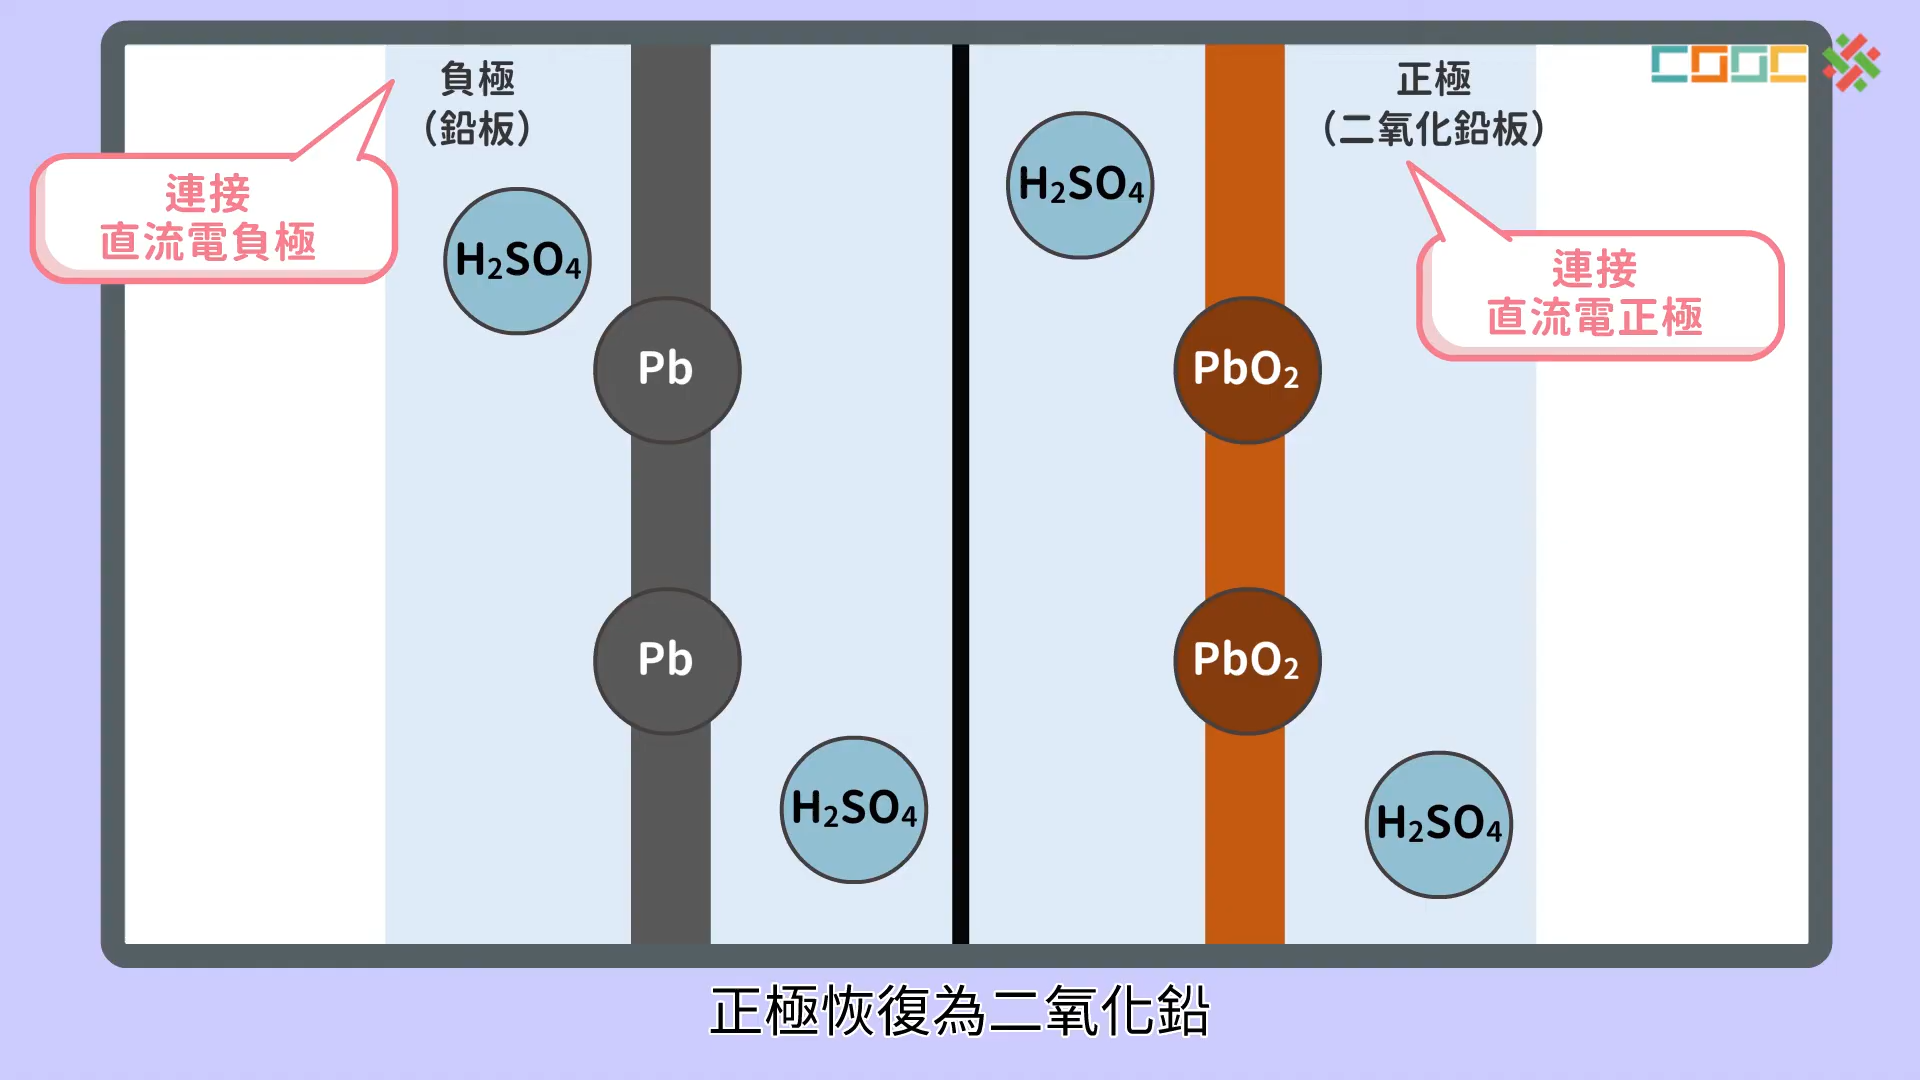 負極
(鉛板)
連接
直流電負極
H₂SO₄
Pb
Pb
H₂SO₄
H₂SO₄
正極
(二氧化鉛板)
連接
直流電正極
PbO₂
PbO₂
H₂SO₄
COOC
正極恢復為二氧化鉛